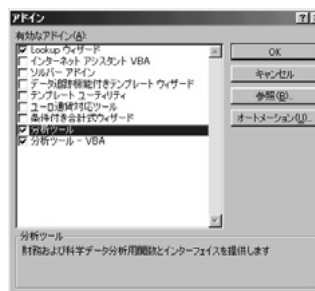 アドイン
有効なアドイン(A):
Lookup ウィザード
インターネット アシスタント VBA
ソルバー アドイン
データ追跡機能付きテンプレート ウィザード
テンプレート ユーティリティ
ユーロ通貨対応ツール
条件付き合計式ウィザード
分析ツール
分析ツール - VBA
OK
キャンセル
参照(B)...
オートメーション(U)...
分析ツール
財務および科学データ分析用関数とインターフェイスを提供します